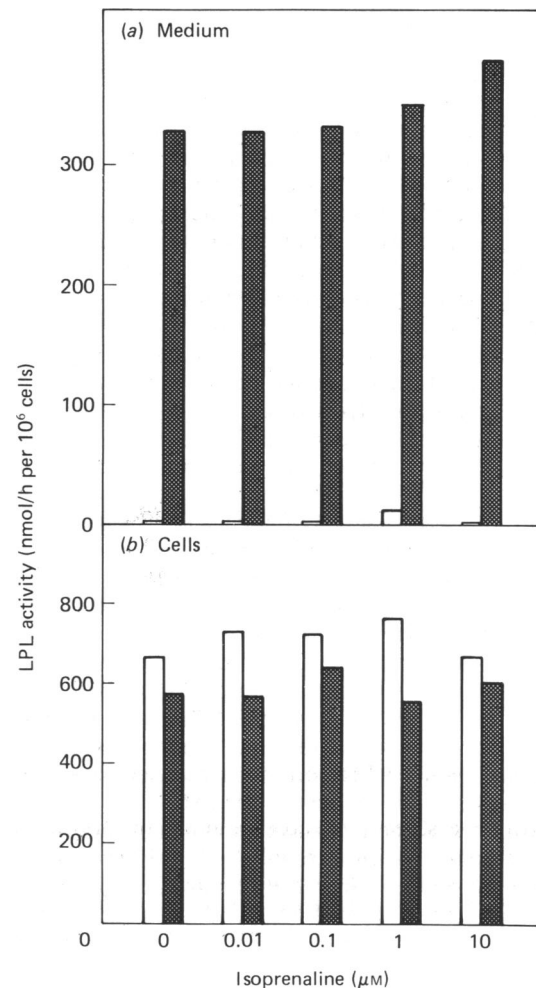 (a) Medium
300
200
100
0
LPL activity (nmol/h per 10⁶ cells)
(b) Cells
800
600
400
200
0
0 0.01 0.1 1 10
Isoprenaline (μM)